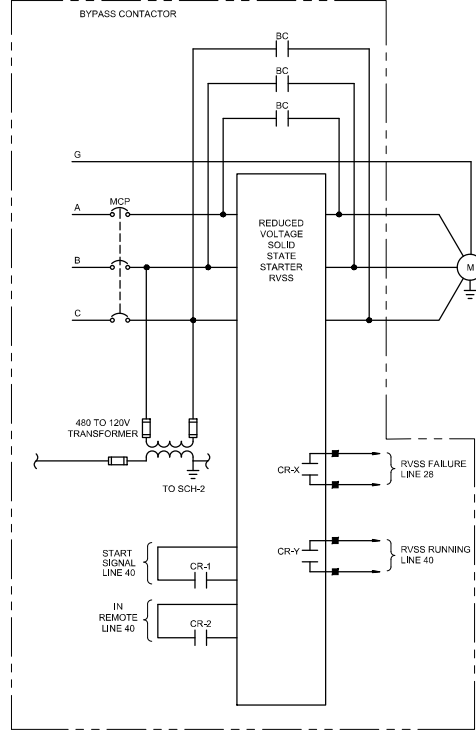 BYPASS CONTACTOR
BC
BC
BC
G
A
MCP
B
C
REDUCED
VOLTAGE
SOLID
STATE
STARTER
RVSS
M
480 TO 120V
TRANSFORMER
TO SCH-2
CR-X
RVSS FAILURE
LINE 28
CR-Y
RVSS RUNNING
LINE 40
START
SIGNAL
LINE 40
CR-1
IN
REMOTE
LINE 40
CR-2